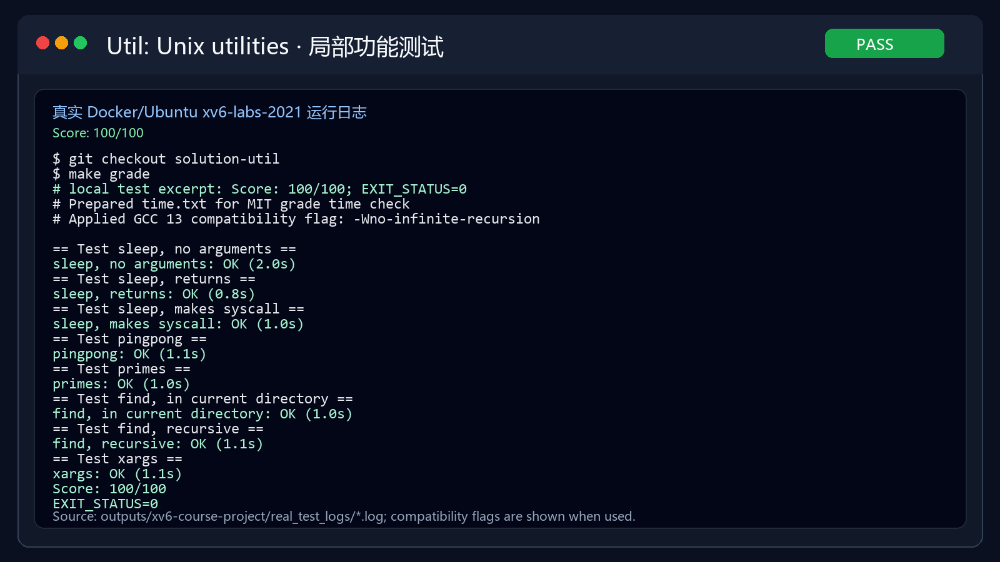 Util: Unix utilities · 局部功能测试
PASS
真实 Docker/Ubuntu xv6-labs-2021 运行日志
Score: 100/100
$ git checkout solution-util
$ make grade
# local test excerpt: Score: 100/100; EXIT_STATUS=0
# Prepared time.txt for MIT grade time check
# Applied GCC 13 compatibility flag: -Wno-infinite-recursion
== Test sleep, no arguments ==
sleep, no arguments: OK (2.0s)
== Test sleep, returns ==
sleep, returns: OK (0.8s)
== Test sleep, makes syscall ==
sleep, makes syscall: OK (1.0s)
== Test pingpong ==
pingpong: OK (1.1s)
== Test primes ==
primes: OK (1.0s)
== Test find, in current directory ==
find, in current directory: OK (1.0s)
== Test find, recursive ==
find, recursive: OK (1.1s)
== Test xargs ==
xargs: OK (1.1s)
Score: 100/100
EXIT_STATUS=0
Source: outputs/xv6-course-project/real_test_logs/*.log; compatibility flags are shown when used.